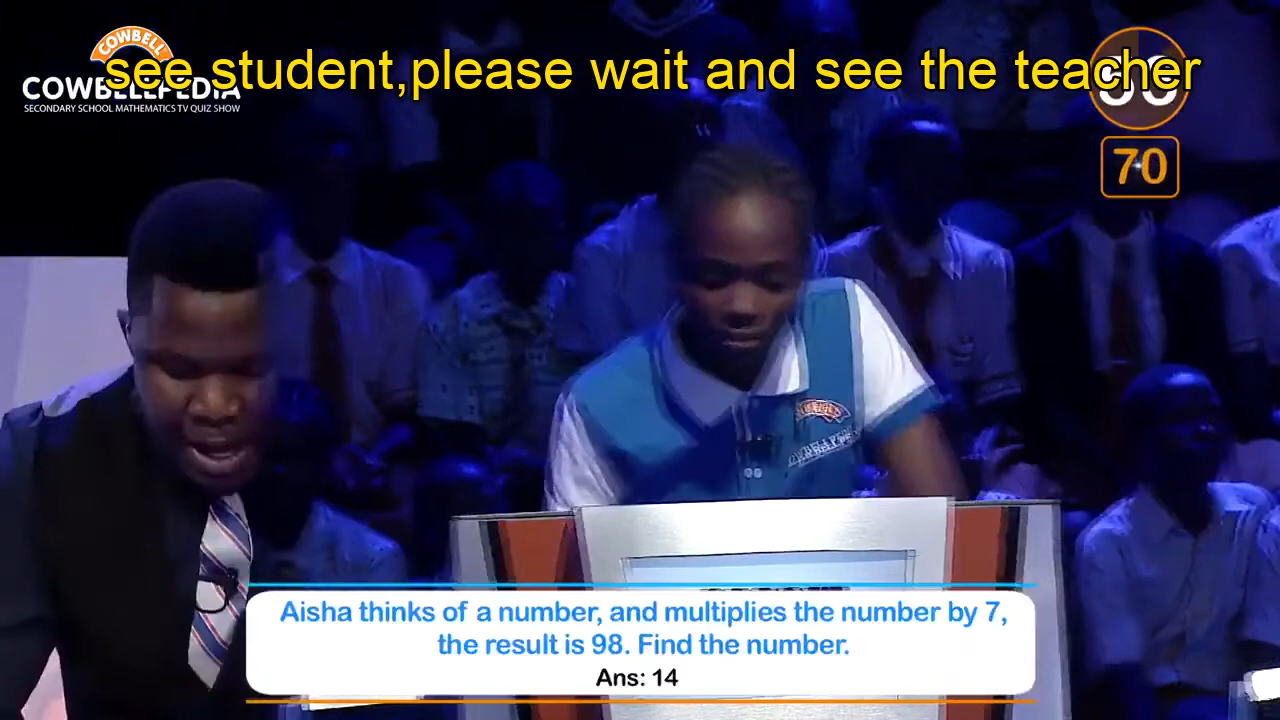 COWBELL
COWBELLPEDIA
SECONDARY SCHOOL MATHEMATICS TV QUIZ SHOW
see student,please wait and see the teacher
70
Aisha thinks of a number, and multiplies the number by 7,
the result is 98. Find the number.
Ans: 14